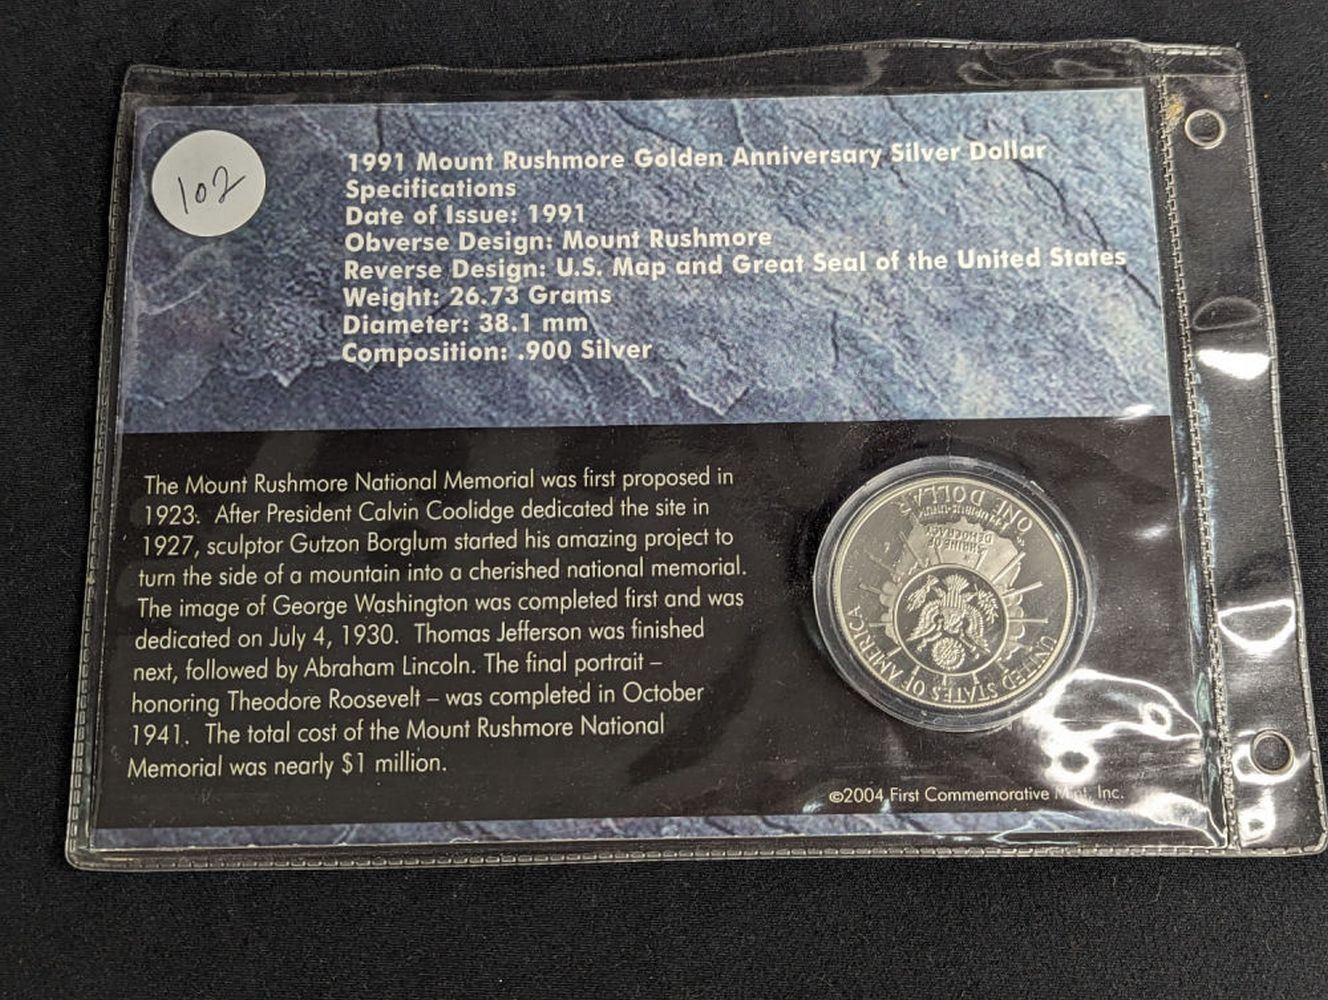 102
1991 Mount Rushmore Golden Anniversary Silver Dollar
Specifications
Date of Issue: 1991
Obverse Design: Mount Rushmore
Reverse Design: U.S. Map and Great Seal of the United States
Weight: 26.73 Grams
Diameter: 38.1 mm
Composition: .900 Silver
The Mount Rushmore National Memorial was first proposed in
1923. After President Calvin Coolidge dedicated the site in
1927, sculptor Gutzon Borglum started his amazing project to
turn the side of a mountain into a cherished national memorial.
The image of George Washington was completed first and was
dedicated on July 4, 1930. Thomas Jefferson was finished
next, followed by Abraham Lincoln. The final portrait –
honoring Theodore Roosevelt – was completed in October
1941. The total cost of the Mount Rushmore National
Memorial was nearly $1 million.
UNITED STATES OF AMERICA
SHRINE OF
DEMOCRACY
ONE DOLLAR
©2004 First Commemorative Mint, Inc.